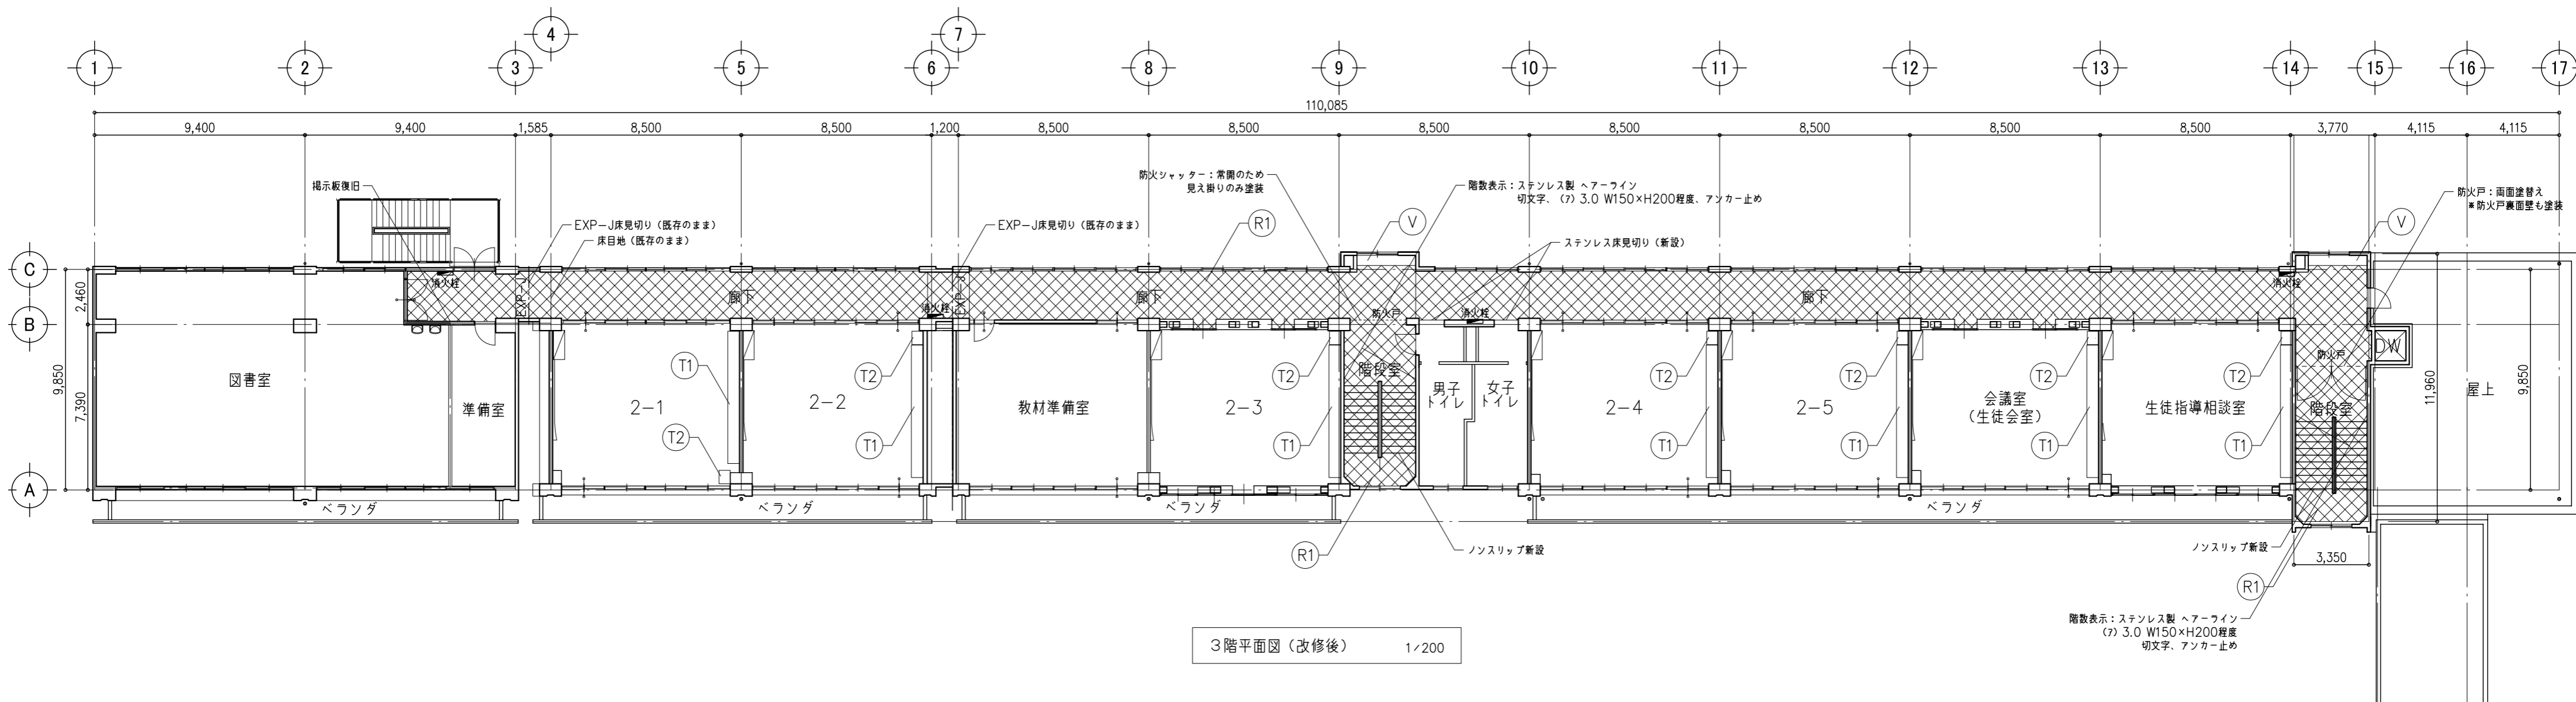 4
7
1
2
3
5
6
8
9
10
11
12
13
14
15
16
17
110,085
9,400
9,400
1,585
8,500
8,500
1,200
8,500
8,500
8,500
8,500
8,500
8,500
8,500
3,770
4,115
4,115
掲示板復旧
EXP-J床見切り(既存のまま)
床目地(既存のまま)
EXP-J床見切り(既存のまま)
防火シャッター:常開のため
見え掛りのみ塗装
R1
V
階数表示:ステンレス製 ヘアーライン
切文字、(ｱ) 3.0 W150×H200程度、アンカー止め
ステンレス床見切り(新設)
防火戸:両面塗替え
※防火戸裏面壁も塗装
V
C
B
A
2,460
7,390
9,850
消火栓
EXP-J
廊下
消火栓
EXP-J
廊下
防火戸
消火栓
廊下
消火栓
防火戸
DW
図書室
準備室
2-1
T1
T2
2-2
T2
T1
教材準備室
2-3
T2
T1
階段室
男子
トイレ
女子
トイレ
2-4
T2
T1
2-5
T2
T1
会議室
(生徒会室)
T2
T1
生徒指導相談室
T2
T1
階段室
屋上
11,960
9,850
ベランダ
ベランダ
ベランダ
ベランダ
R1
ノンスリップ新設
ノンスリップ新設
3,350
R1
階数表示:ステンレス製 ヘアーライン
(ｱ) 3.0 W150×H200程度
切文字、アンカー止め
3階平面図(改修後) 1/200